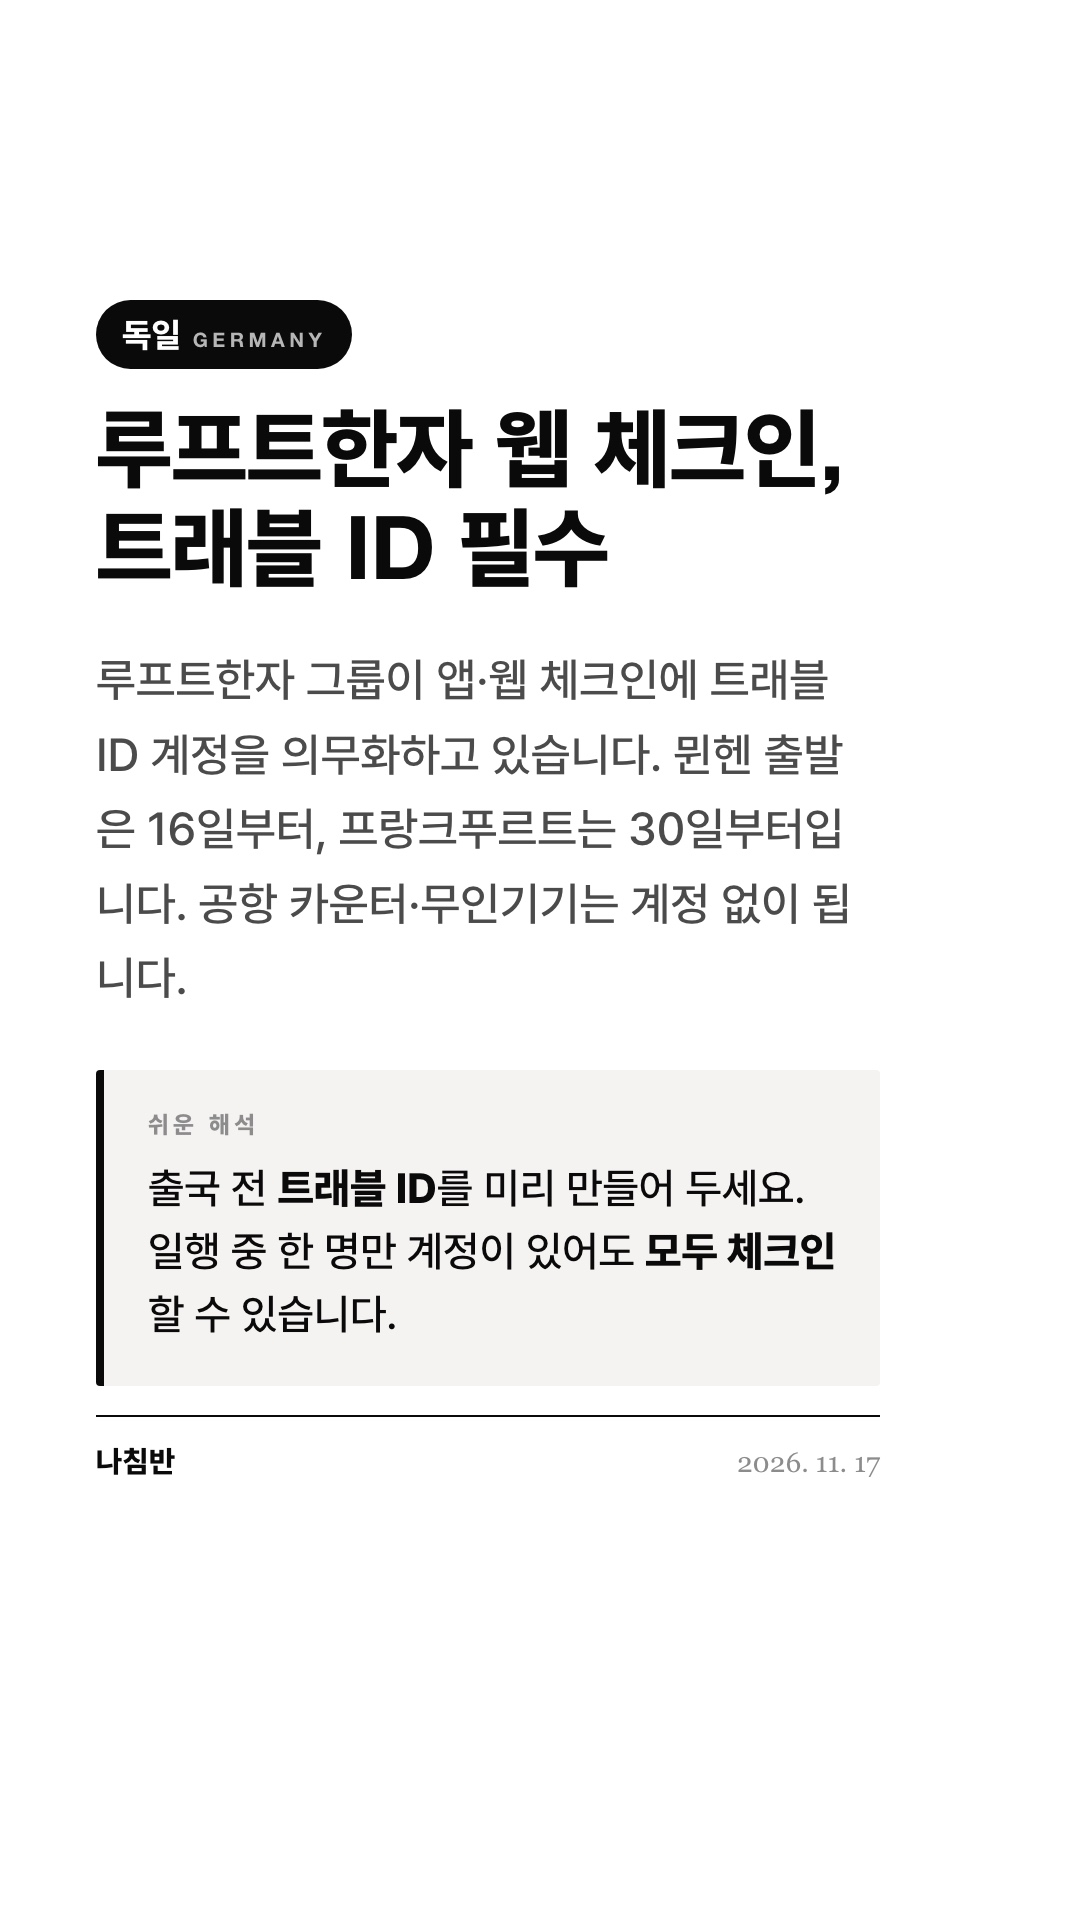 독일 GERMANY
루프트한자 웹 체크인,
트래블 ID 필수
루프트한자 그룹이 앱·웹 체크인에 트래블
ID 계정을 의무화하고 있습니다. 뮌헨 출발
은 16일부터, 프랑크푸르트는 30일부터입
니다. 공항 카운터·무인기기는 계정 없이 됩
니다.
쉬운 해석
출국 전 트래블 ID를 미리 만들어 두세요.
일행 중 한 명만 계정이 있어도 모두 체크인
할 수 있습니다.
나침반
2026. 11. 17